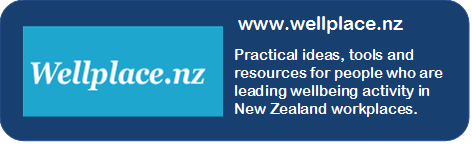 Wellplace.nz
www.wellplace.nz
Practical ideas, tools and
resources for people who are
leading wellbeing activity in
New Zealand workplaces.